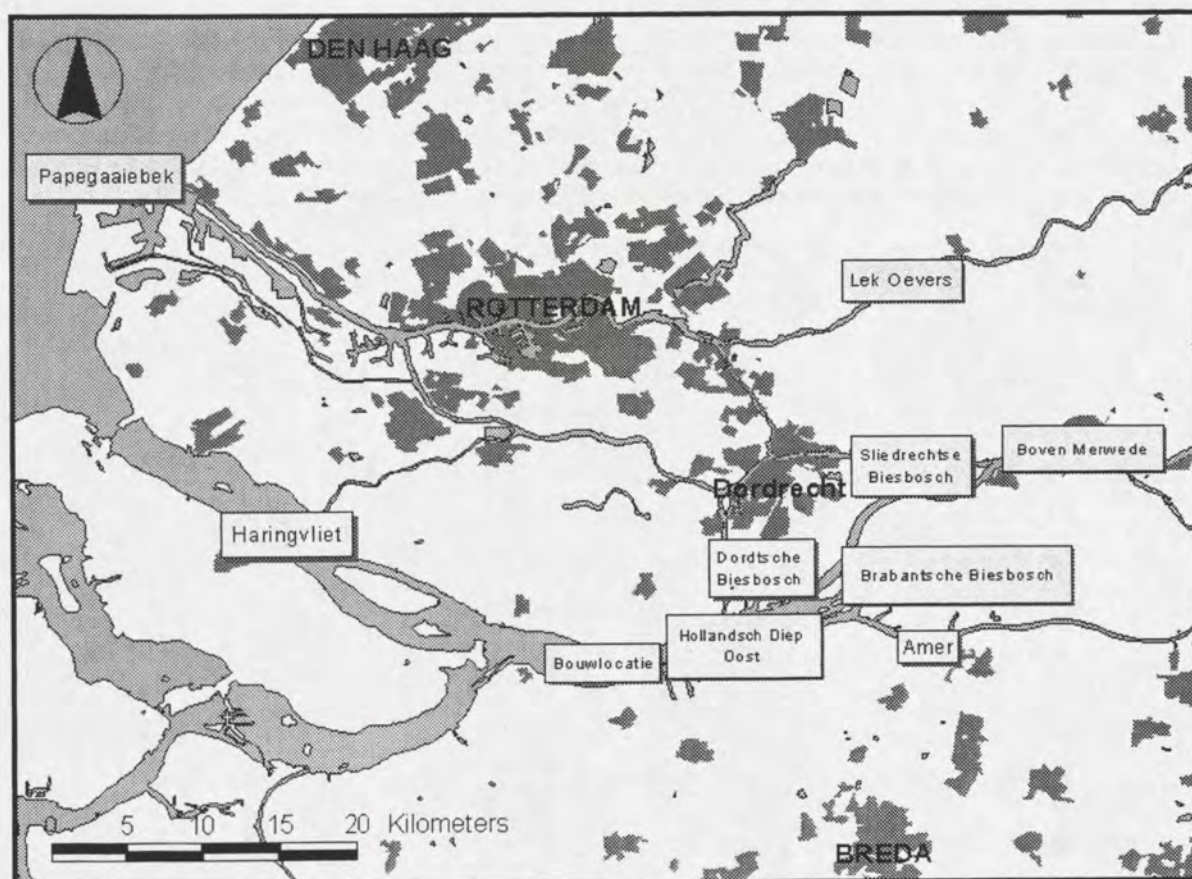 DEN HAAG
Papegaaiebek
Lek Oevers
ROTTERDAM
Sliedrechtse
Biesbosch
Boven Merwede
Dordrecht
Haringvliet
Dordtsche
Biesbosch
Brabantsche Biesbosch
Hollandsch Diep
Oost
Amer
Bouwlocatie
0 5 10 15 20 Kilometers
BREDA